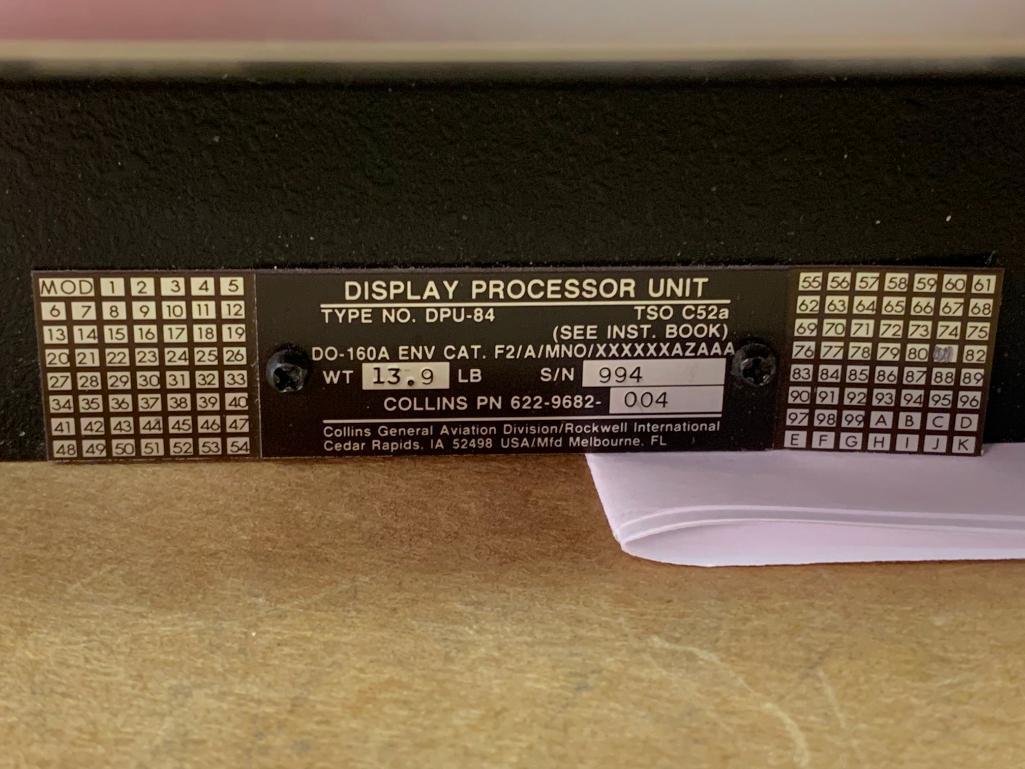 MOD 1 2 3 4 5
6 7 8 9 10 11 12
13 14 15 16 17 18 19
20 21 22 23 24 25 26
27 28 29 30 31 32 33
34 35 36 37 38 39 40
41 42 43 44 45 46 47
48 49 50 51 52 53 54
DISPLAY PROCESSOR UNIT
TYPE NO. DPU-84 TSO C52a
(SEE INST. BOOK)
DO-160A ENV CAT. F2/A/MNO/XXXXXXAZAAA
WT 13.9 LB S/N 994
COLLINS PN 622-9682- 004
Collins General Aviation Division/Rockwell International
Cedar Rapids, IA 52498 USA/Mfd Melbourne, FL
55 56 57 58 59 60 61
62 63 64 65 66 67 68
69 70 71 72 73 74 75
76 77 78 79 80 82
83 84 85 86 87 88 89
90 91 92 93 94 95 96
97 98 99 A B C D
E F G H I J K